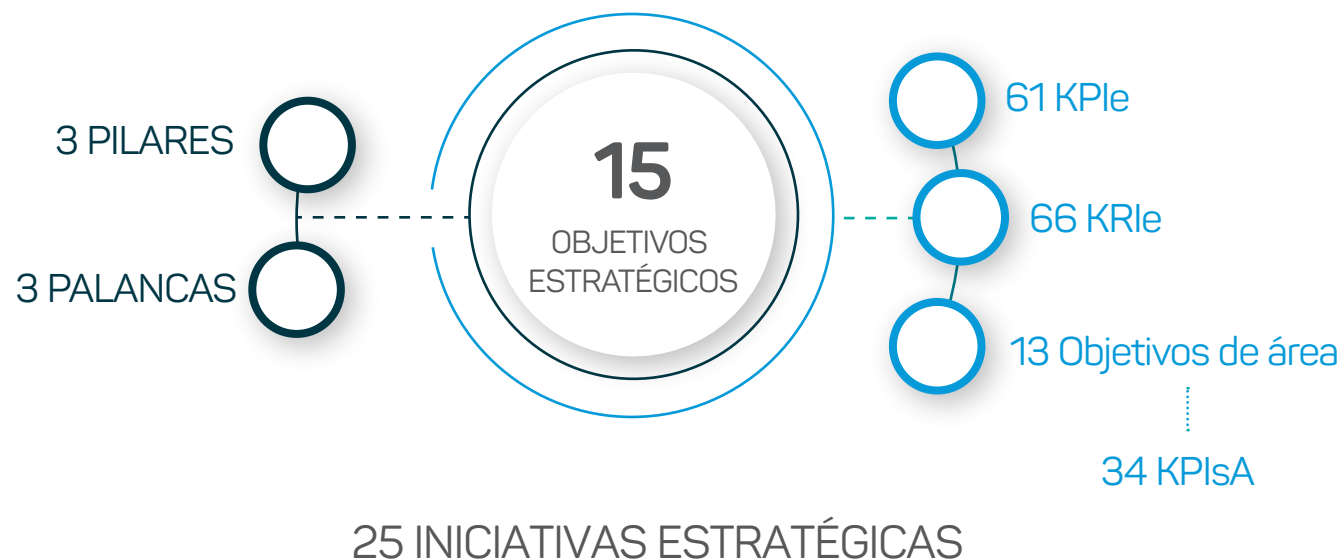 3 PILARES
3 PALANCAS
15
OBJETIVOS
ESTRATÉGICOS
61 KPIe
66 KRIe
13 Objetivos de área
34 KPIsA
25 INICIATIVAS ESTRATÉGICAS